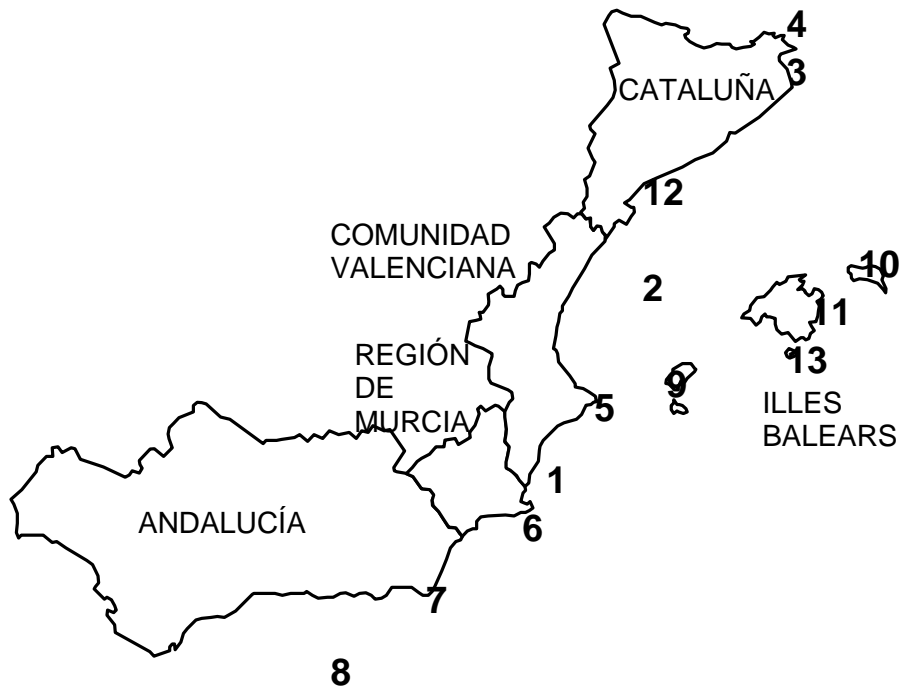 4
3
CATALUÑA
12
COMUNIDAD
VALENCIANA
10
2
11
REGIÓN
DE
MURCIA
13
9
5
ILLES
BALEARS
1
6
ANDALUCÍA
7
8